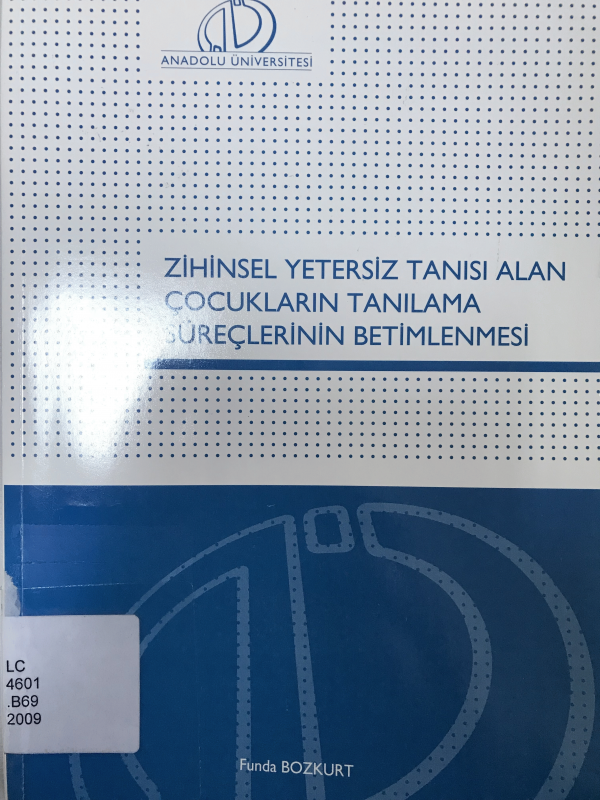 ANADOLU ÜNİVERSİTESİ
ZİHİNSEL YETERSİZ TANISI ALAN
ÇOCUKLARIN TANILAMA
SÜREÇLERİNİN BETİMLENMESİ
LC
4601
.B69
2009
Funda BOZKURT